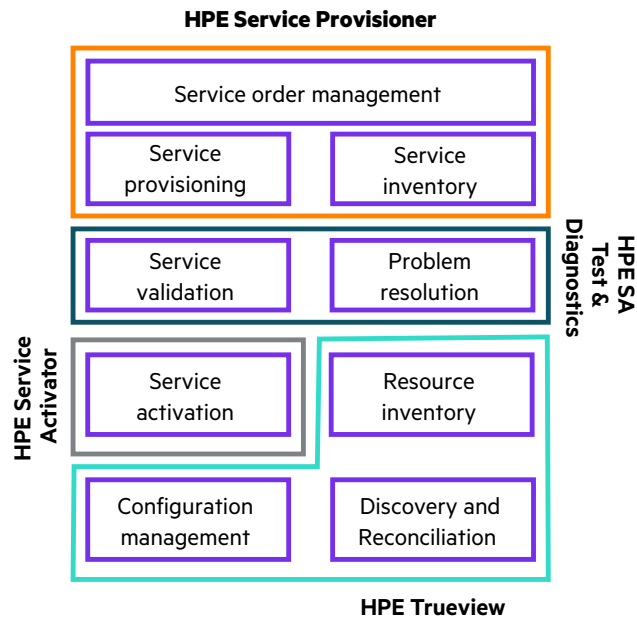 HPE Service Provisioner
Service order management
Service
provisioning
Service
inventory
HPE SA
Test &
Diagnostics
Service
validation
Problem
resolution
HPE Service
Activator
Service
activation
Resource
inventory
Configuration
management
Discovery and
Reconciliation
HPE Trueview